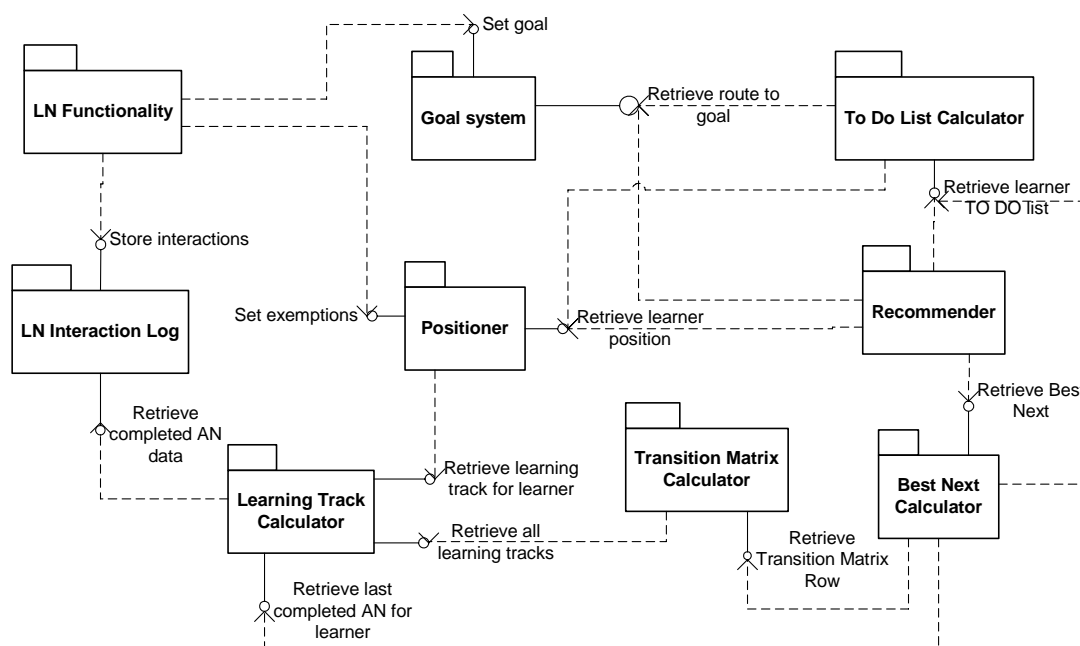 Set goal
LN Functionality
Goal system
Retrieve route to
goal
To Do List Calculator
Retrieve learner
TO DO list
Store interactions
LN Interaction Log
Set exemptions
Positioner
Retrieve learner
position
Recommender
Retrieve Bes
Next
Retrieve
completed AN
data
Learning Track
Calculator
Retrieve learning
track for learner
Retrieve all
learning tracks
Transition Matrix
Calculator
Best Next
Calculator
Retrieve
Transition Matrix
Row
Retrieve last
completed AN for
learner